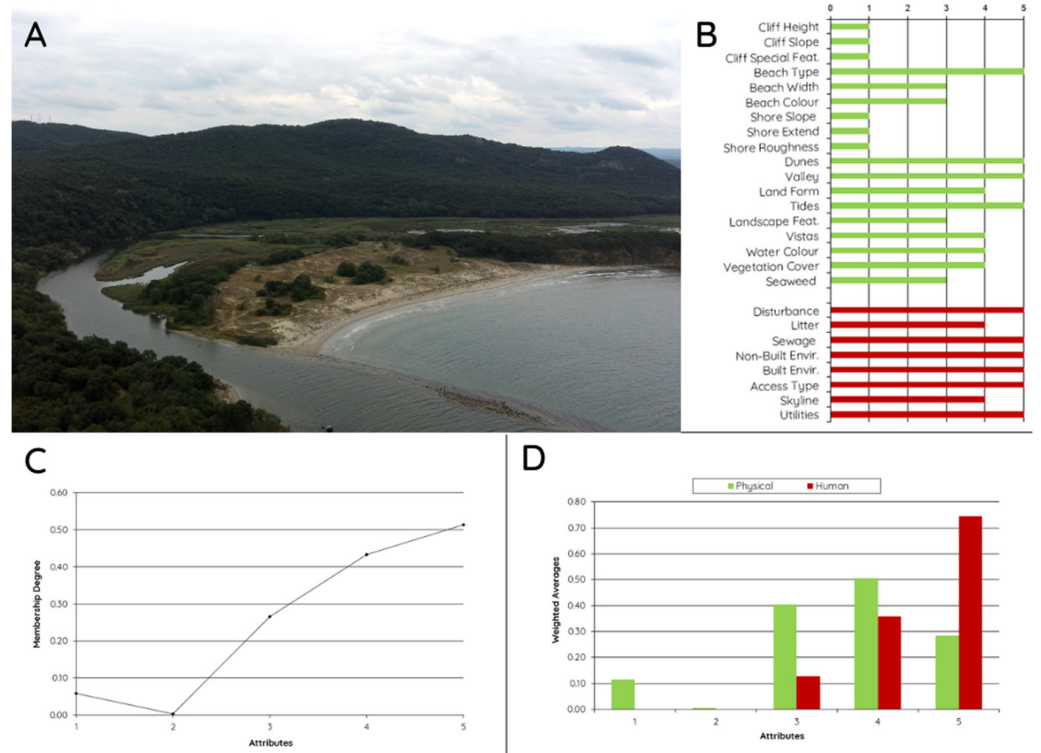 A
B
0 1 2 3 4 5
Cliff Height
Cliff Slope
Cliff Special Feat.
Beach Type
Beach Width
Beach Colour
Shore Slope
Shore Extend
Shore Roughness
Dunes
Valley
Land Form
Tides
Landscape Feat.
Vistas
Water Colour
Vegetation Cover
Seaweed
Disturbance
Litter
Sewage
Non-Built Envir.
Built Envir.
Access Type
Skyline
Utilities
C
0.60
0.50
0.40
0.30
0.20
0.10
0.00
1 2 3 4 5
Membership Degree
Attributes
D
Physical Human
0.80
0.70
0.60
0.50
0.40
0.30
0.20
0.10
0.00
1 2 3 4 5
Weighted Averages
Attributes